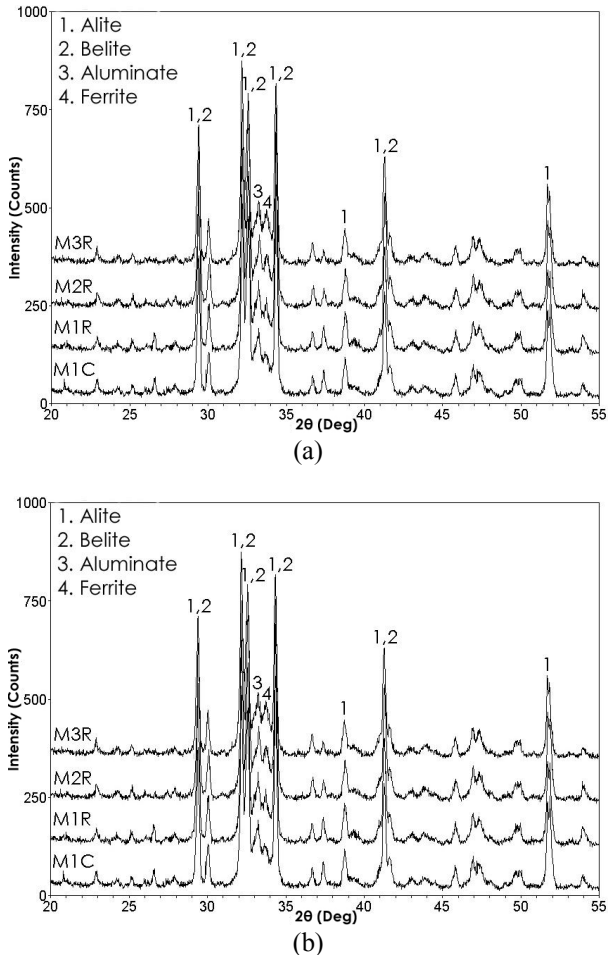 1000
1. Alite
2. Belite
3. Aluminate
4. Ferrite
1,2
1,2
1,2
1,2
750
1,2
3
4
1
1
500
Intensity (Counts)
M3R
M2R
250
M1R
M1C
0
20 25 30 35 40 45 50 55
2θ (Deg)
(a)
1000
1. Alite
2. Belite
3. Aluminate
4. Ferrite
1,2
1,2
1,2
1,2
750
1,2
3
4
1
1
500
Intensity (Counts)
M3R
M2R
250
M1R
M1C
0
20 25 30 35 40 45 50 55
2θ (Deg)
(b)